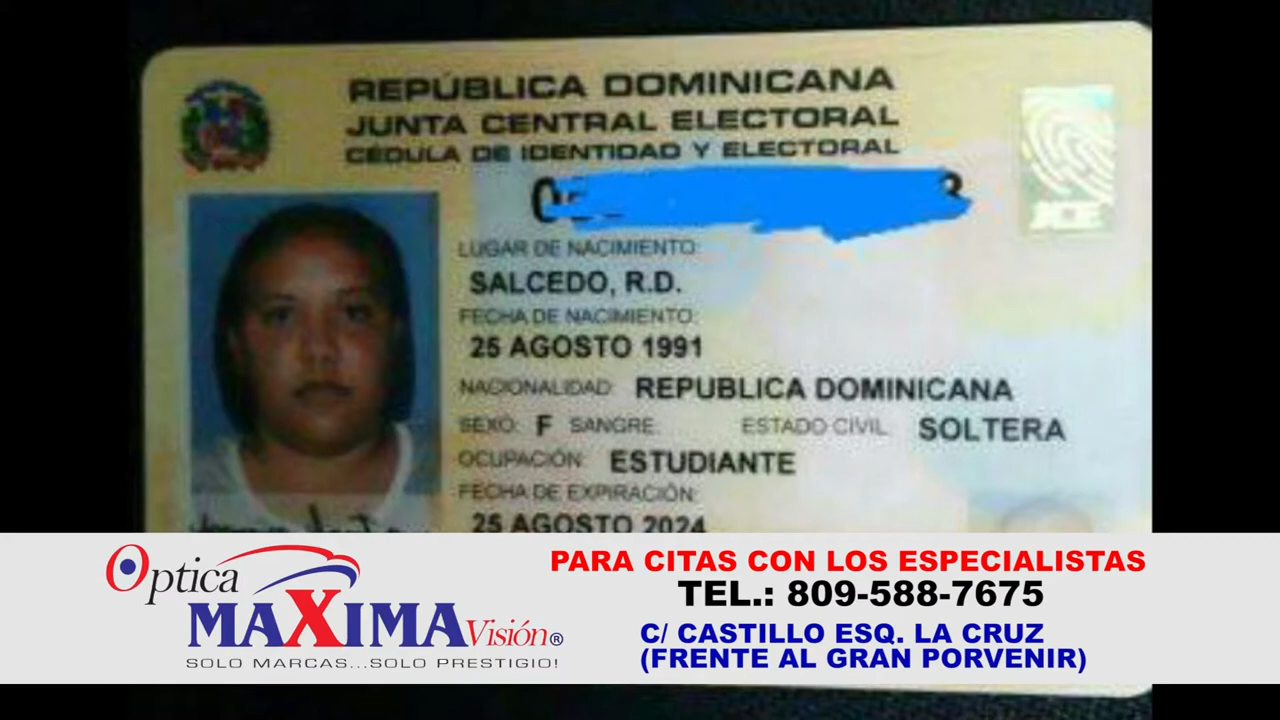 REPÚBLICA DOMINICANA
JUNTA CENTRAL ELECTORAL
CÉDULA DE IDENTIDAD Y ELECTORAL
JCE
LUGAR DE NACIMIENTO:
SALCEDO, R.D.
FECHA DE NACIMIENTO:
25 AGOSTO 1991
NACIONALIDAD: REPUBLICA DOMINICANA
SEXO: F SANGRE: ESTADO CIVIL: SOLTERA
OCUPACIÓN: ESTUDIANTE
FECHA DE EXPIRACIÓN:
25 AGOSTO 2024
Optica
MAXIMA Visión®
SOLO MARCAS...SOLO PRESTIGIO!
PARA CITAS CON LOS ESPECIALISTAS
TEL.: 809-588-7675
C/ CASTILLO ESQ. LA CRUZ
(FRENTE AL GRAN PORVENIR)